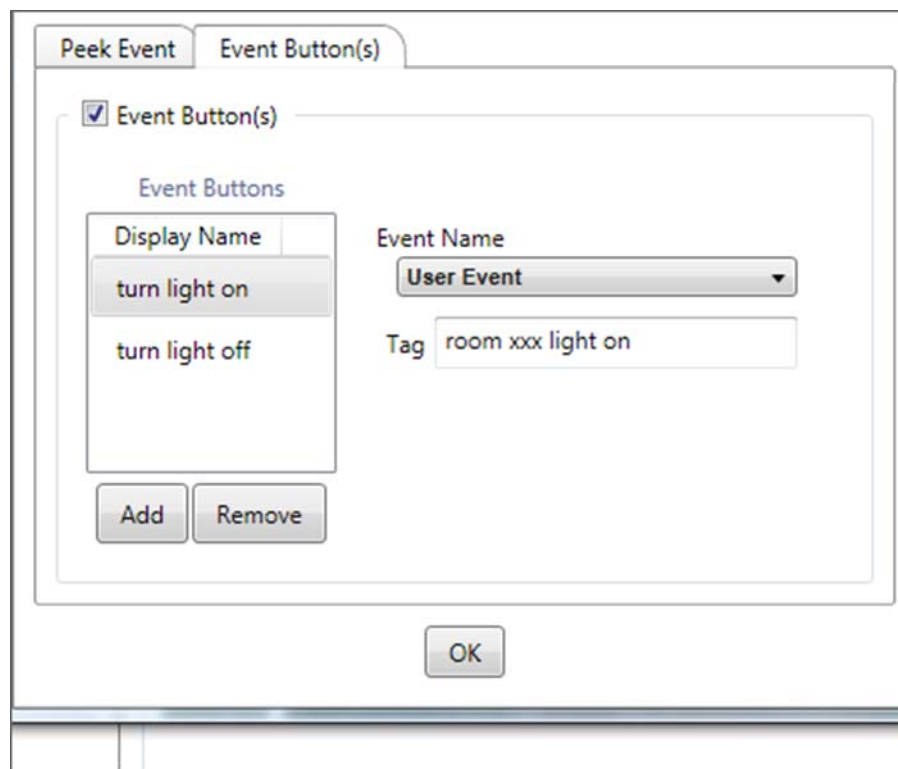 Peek Event
Event Button(s)
Event Button(s)
Event Buttons
Display Name
turn light on
turn light off
Event Name
User Event
Tag
room xxx light on
Add
Remove
OK